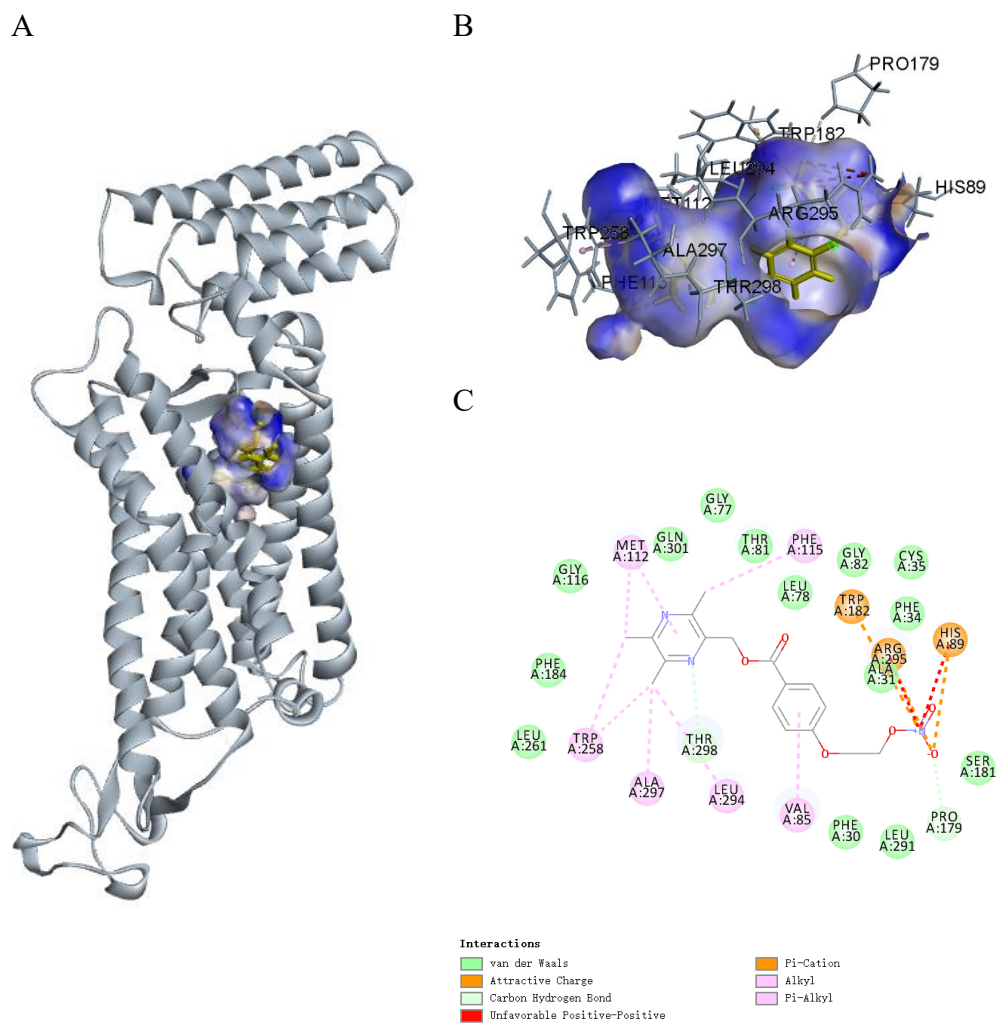 A
B
PRO179
TRP182
LEU294
HIS89
MET112
ARG295
TRP258
ALA297
PHE115
THR298
C
GLY
A:77
MET
A:112
GLN
A:301
THR
A:81
PHE
A:115
GLY
A:82
CYS
A:35
GLY
A:116
LEU
A:78
TRP
A:182
PHE
A:34
HIS
A:89
ARG
A:295
ALA
A:31
N
O
PHE
A:184
N
O
O
O
N+
O-
LEU
A:261
TRP
A:258
THR
A:298
O
SER
A:181
ALA
A:297
LEU
A:294
VAL
A:85
PHE
A:30
LEU
A:291
PRO
A:179
Interactions
van der Waals
Attractive Charge
Carbon Hydrogen Bond
Unfavorable Positive-Positive
Pi-Cation
Alkyl
Pi-Alkyl